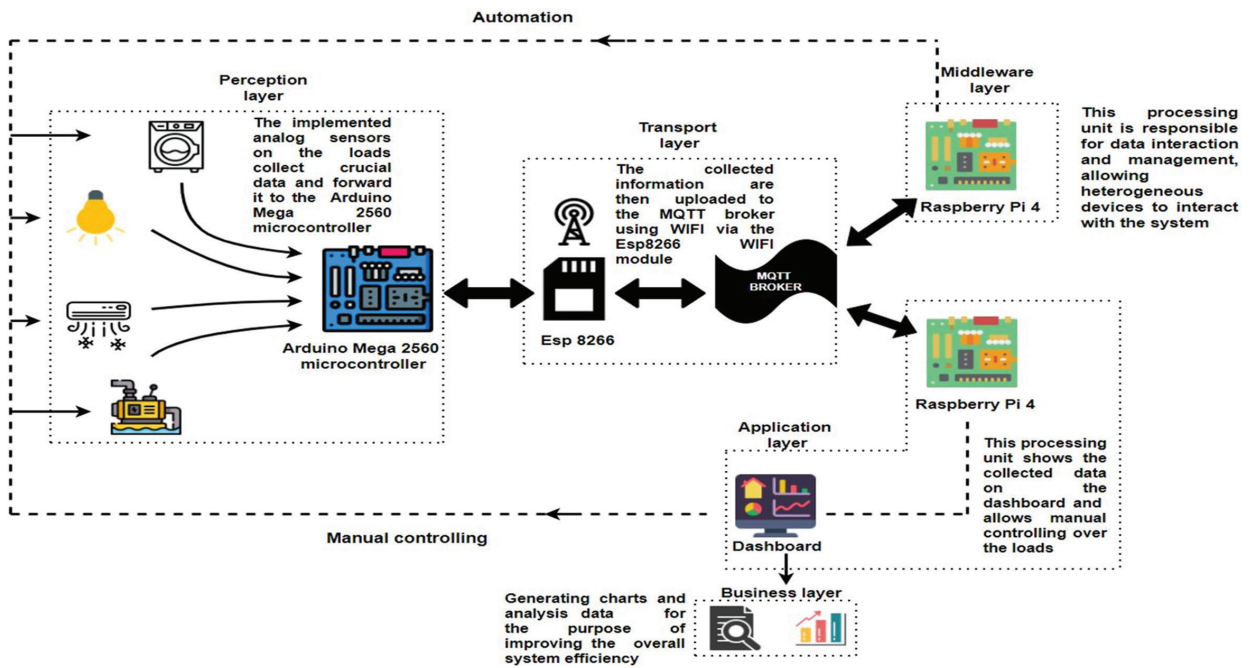 Automation
Perception
layer
The implemented
analog sensors
on the loads
collect crucial
data and forward
it to the Arduino
Mega 2560
microcontroller
Arduino Mega 2560
microcontroller
Transport
layer
The collected
information are
then uploaded to
the MQTT broker
using WIFI via the
Esp8266 WIFI
module
Esp 8266
MQTT
BROKER
Middleware
layer
Raspberry Pi 4
This processing
unit is responsible
for data interaction
and management,
allowing
heterogeneous
devices to interact
with the system
Raspberry Pi 4
Application
layer
This processing
unit shows the
collected data
on the
dashboard and
allows manual
controlling over
the loads
Dashboard
Manual controlling
Business layer
Generating charts and
analysis data for
the purpose of
improving the overall
system efficiency